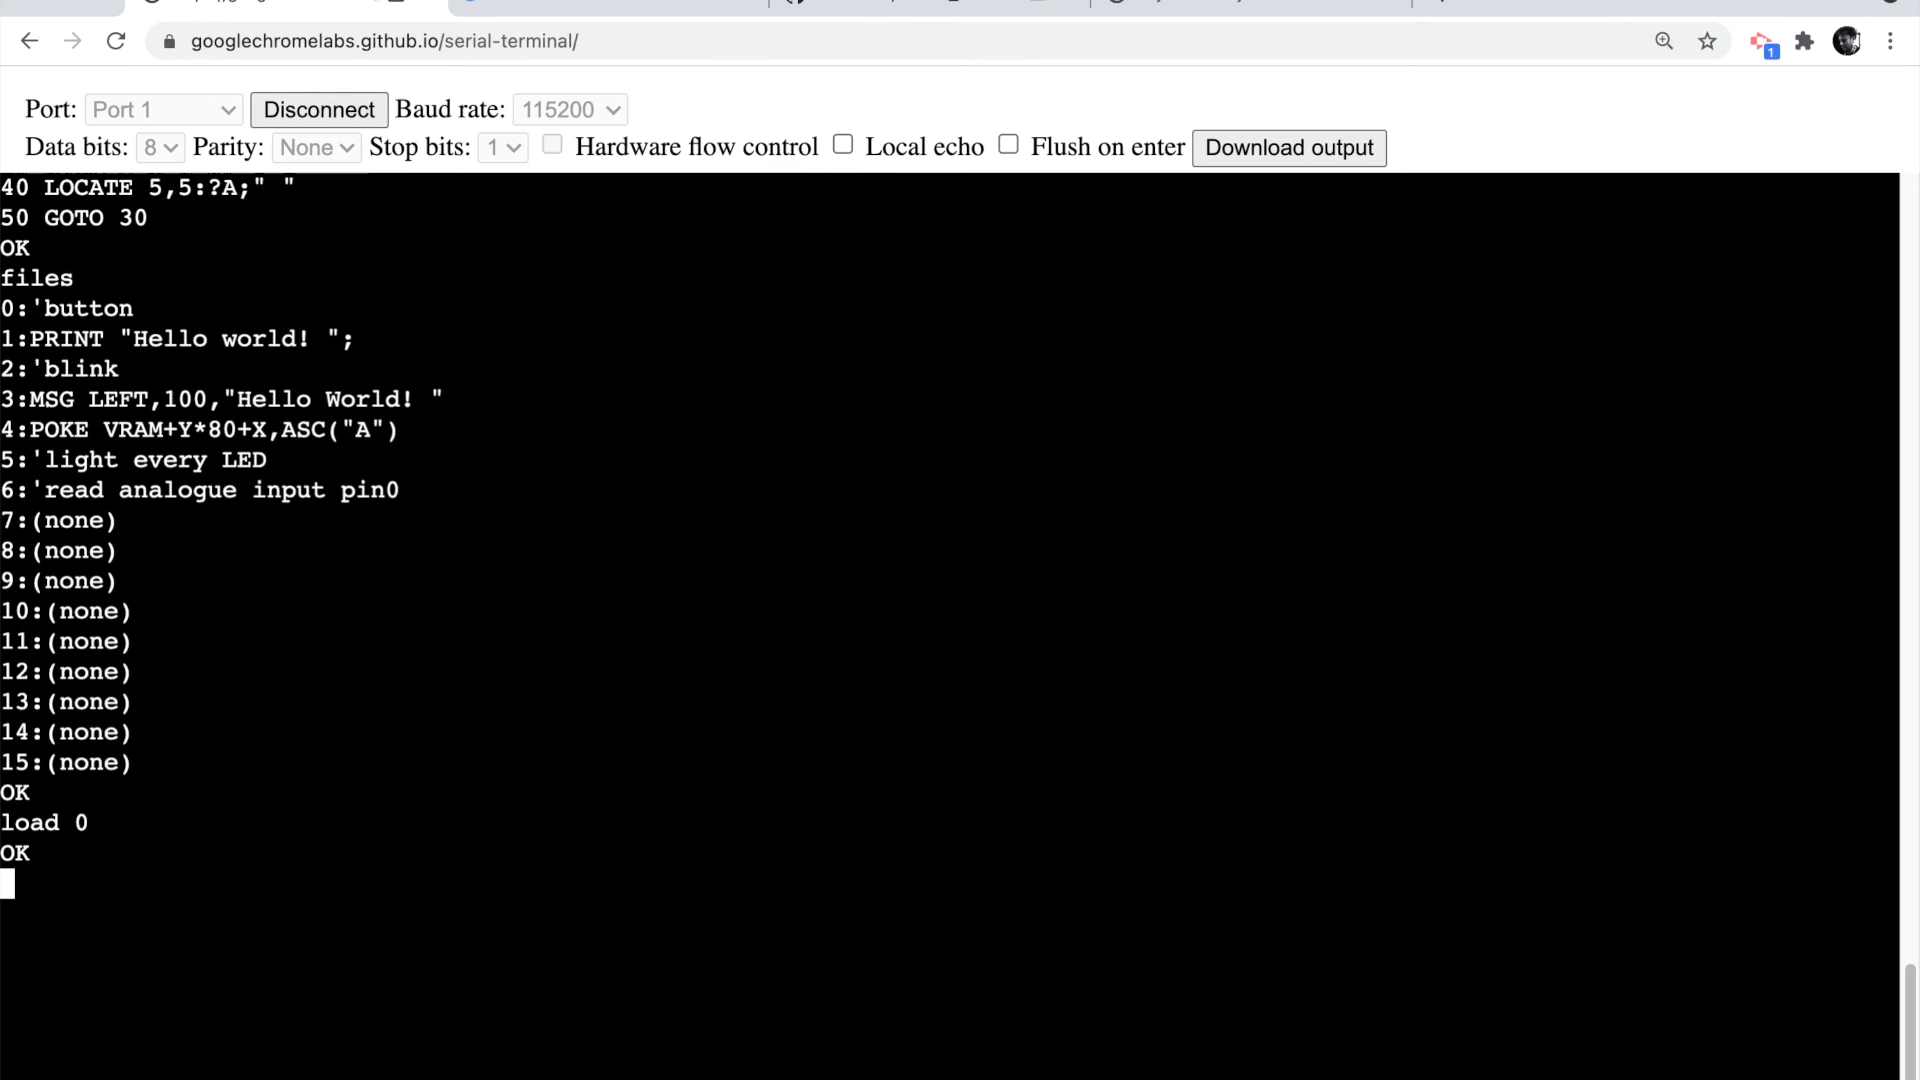 googlechromelabs.github.io/serial-terminal/
1
Port: Port 1 Disconnect Baud rate: 115200
Data bits: 8 Parity: None Stop bits: 1 Hardware flow control Local echo Flush on enter Download output
40 LOCATE 5,5:?A;" "
50 GOTO 30
OK
files
0:'button
1:PRINT "Hello world! ";
2:'blink
3:MSG LEFT,100,"Hello World! "
4:POKE VRAM+Y*80+X,ASC("A")
5:'light every LED
6:'read analogue input pin0
7:(none)
8:(none)
9:(none)
10:(none)
11:(none)
12:(none)
13:(none)
14:(none)
15:(none)
OK
load 0
OK